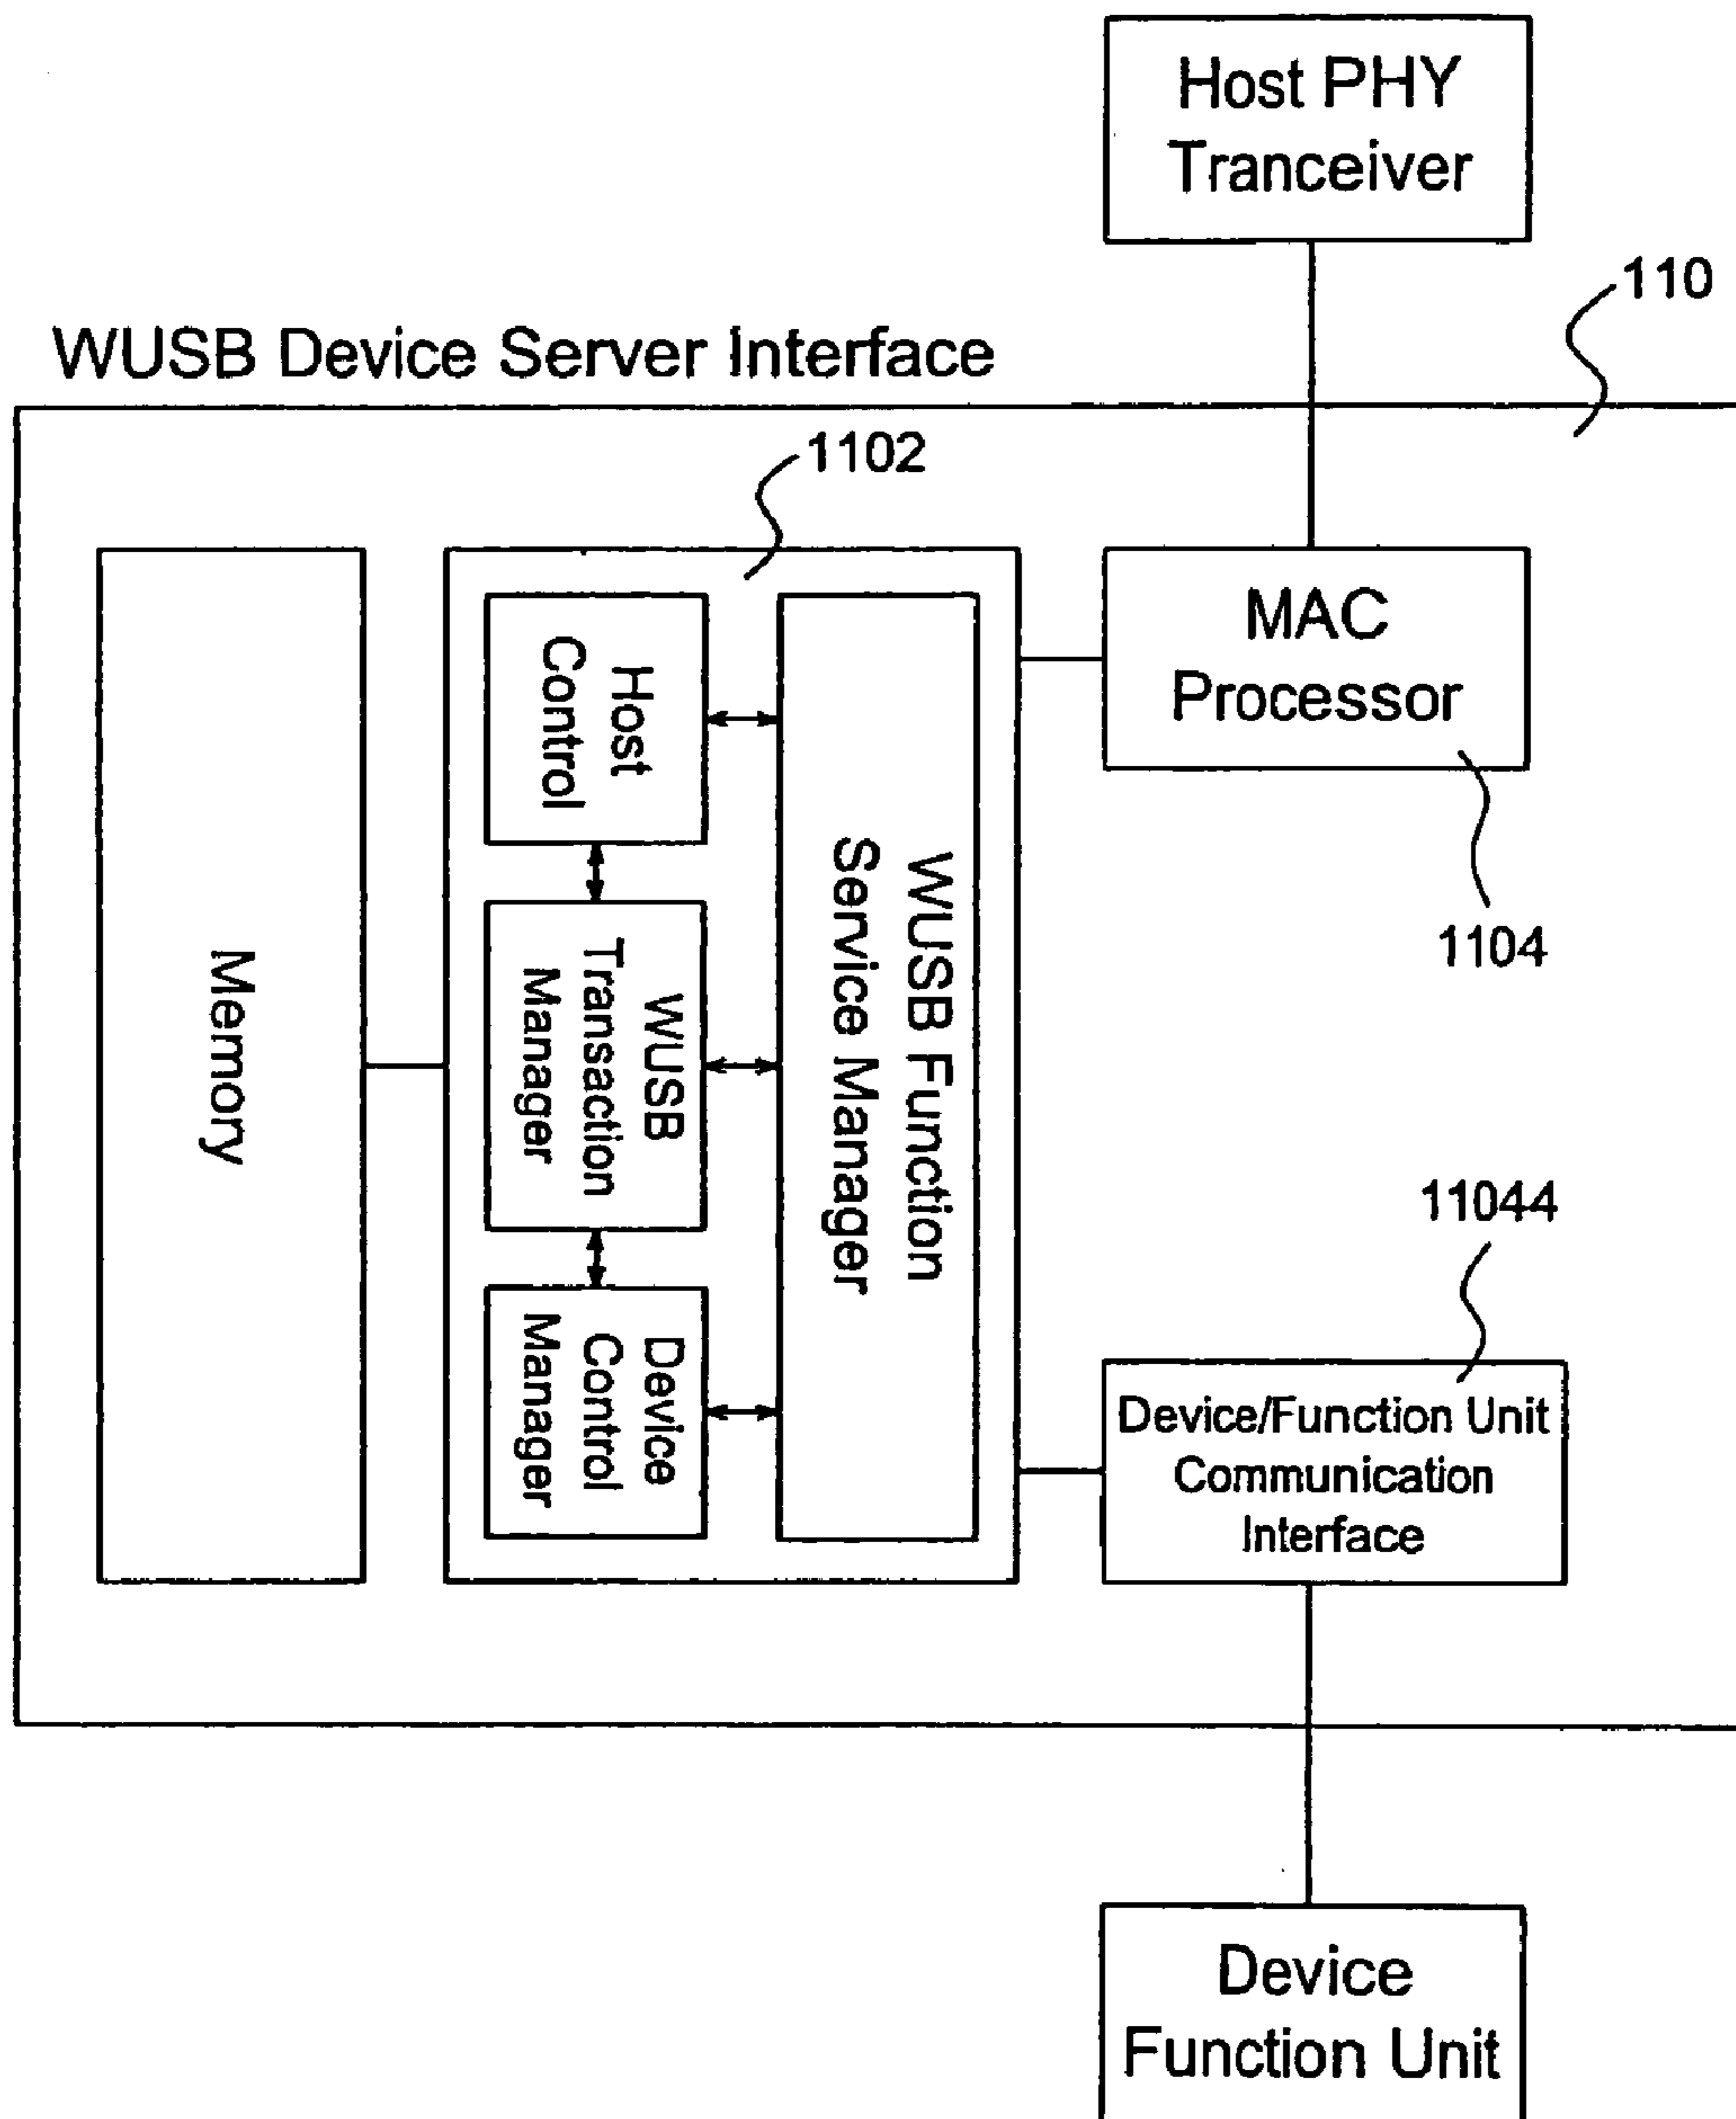 Host PHY
Tranceiver
110
WUSB Device Server Interface
1102
MAC
Processor
1104
Host
Control
WUSB
Transaction
Manager
Device
Control
Manager
WUSB Function
Service Manager
Memory
11044
Device/Function Unit
Communication
Interface
Device
Function Unit